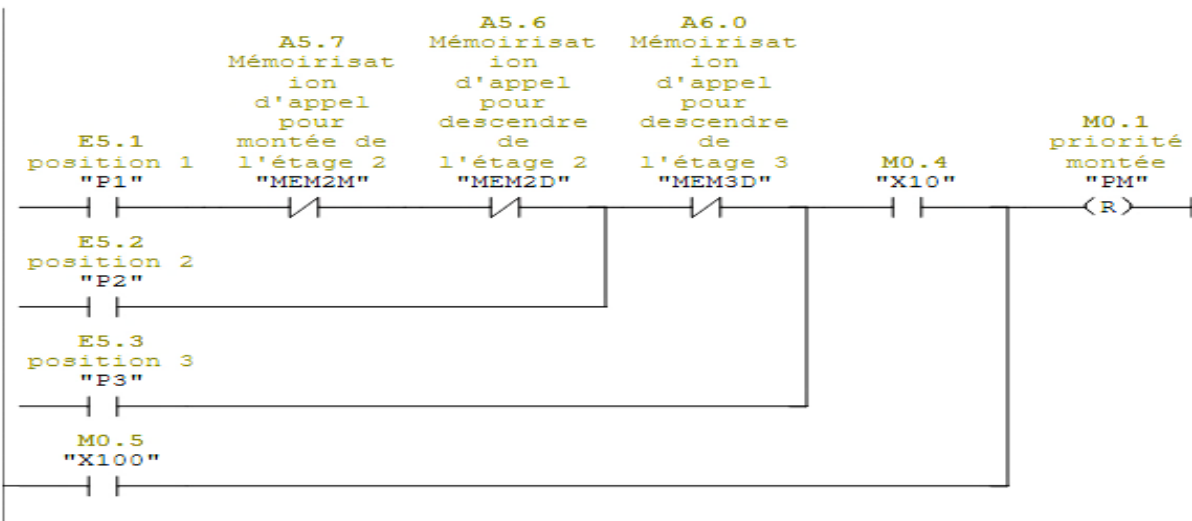 A5.7
Mémoirisat
ion
d'appel
pour
montée de
l'étage 2
"MEM2M"
A5.6
Mémoirisat
ion
d'appel
pour
descendre
de
l'étage 2
"MEM2D"
A6.0
Mémoirisat
ion
d'appel
pour
descendre
de
l'étage 3
"MEM3D"
E5.1
position 1
"P1"
M0.4
"X10"
M0.1
priorité
montée
"PM"
R
E5.2
position 2
"P2"
E5.3
position 3
"P3"
M0.5
"X100"